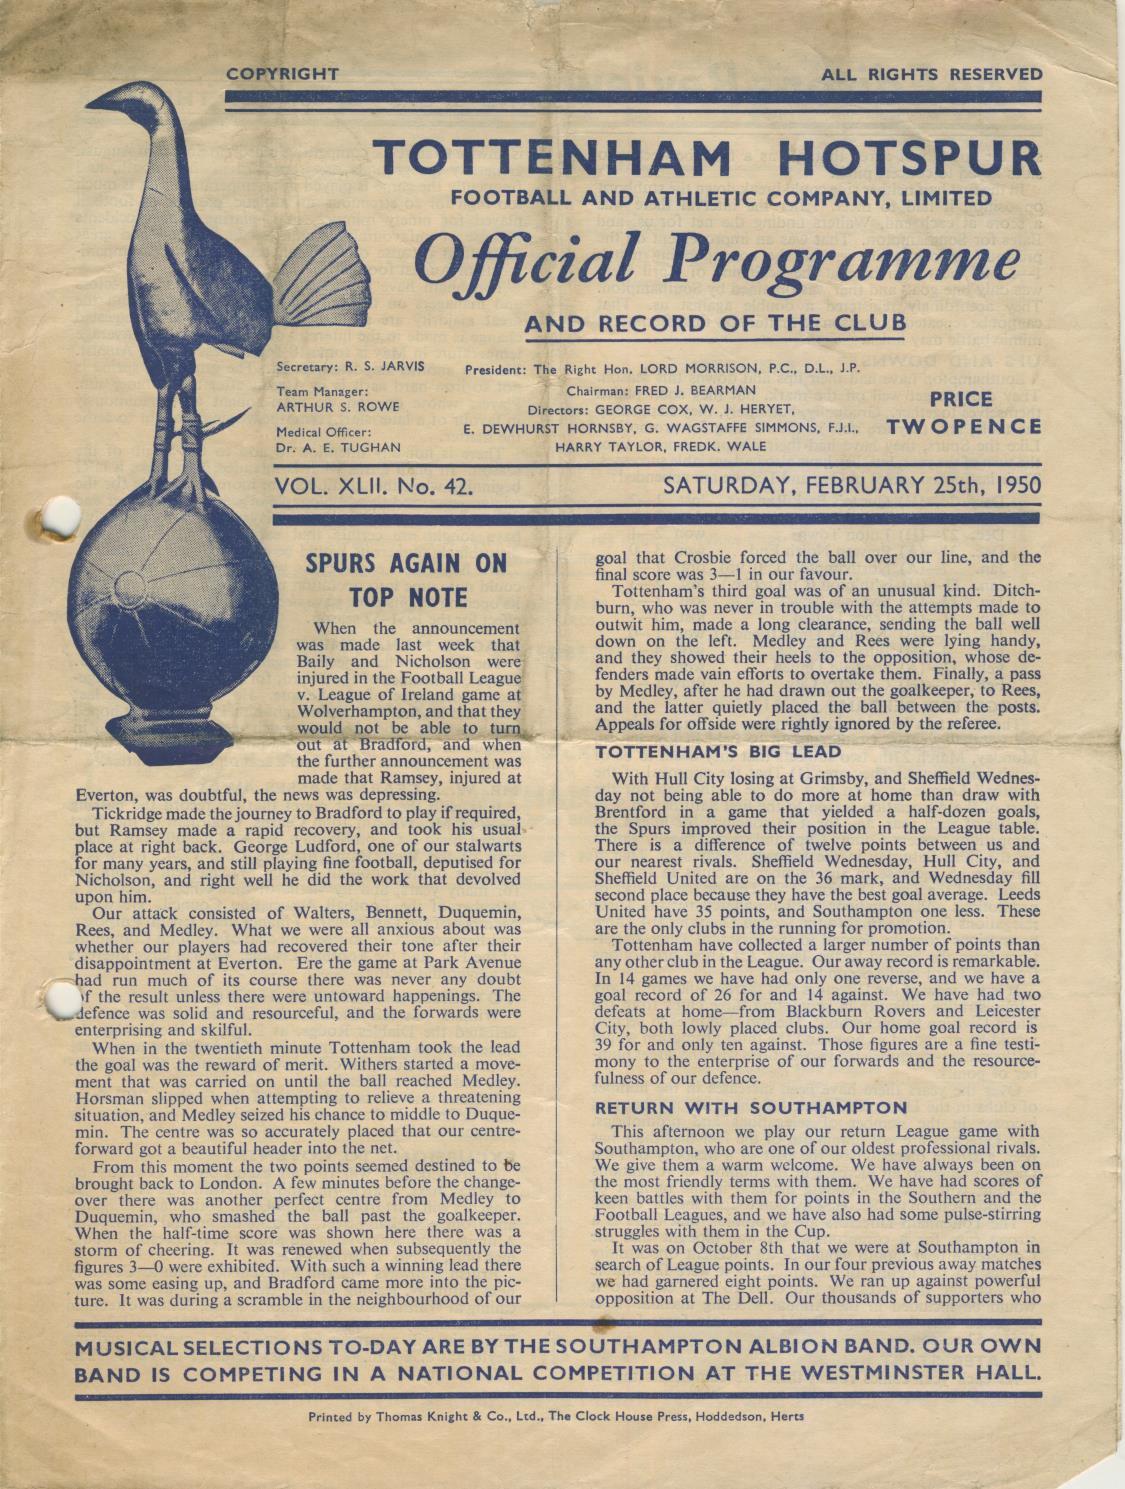 COPYRIGHT
ALL RIGHTS RESERVED
TOTTENHAM HOTSPUR
FOOTBALL AND ATHLETIC COMPANY, LIMITED
Official Programme
AND RECORD OF THE CLUB
Secretary: R. S. JARVIS
Team Manager:
ARTHUR S. ROWE
Medical Officer:
Dr. A. E. TUGHAN
President: The Right Hon. LORD MORRISON, P.C., D.L., J.P.
Chairman: FRED J. BEARMAN
Directors: GEORGE COX, W. J. HERYET,
E. DEWHURST HORNSBY, G. WAGSTAFFE SIMMONS, F.J.I.,
HARRY TAYLOR, FREDK. WALE
PRICE
TWOPENCE
VOL. XLII. No. 42.
SATURDAY, FEBRUARY 25th, 1950
SPURS AGAIN ON
TOP NOTE
When the announcement
was made last week that
Baily and Nicholson were
injured in the Football League
v. League of Ireland game at
Wolverhampton, and that they
would not be able to turn
out at Bradford, and when
the further announcement was
made that Ramsey, injured at
Everton, was doubtful, the news was depressing.
Tickridge made the journey to Bradford to play if required,
but Ramsey made a rapid recovery, and took his usual
place at right back. George Ludford, one of our stalwarts
for many years, and still playing fine football, deputised for
Nicholson, and right well he did the work that devolved
upon him.
Our attack consisted of Walters, Bennett, Duquemin,
Rees, and Medley. What we were all anxious about was
whether our players had recovered their tone after their
disappointment at Everton. Ere the game at Park Avenue
had run much of its course there was never any doubt
of the result unless there were untoward happenings. The
defence was solid and resourceful, and the forwards were
enterprising and skilful.
When in the twentieth minute Tottenham took the lead
the goal was the reward of merit. Withers started a move-
ment that was carried on until the ball reached Medley.
Horsman slipped when attempting to relieve a threatening
situation, and Medley seized his chance to middle to Duque-
min. The centre was so accurately placed that our centre-
forward got a beautiful header into the net.
From this moment the two points seemed destined to be
brought back to London. A few minutes before the change-
over there was another perfect centre from Medley to
Duquemin, who smashed the ball past the goalkeeper.
When the half-time score was shown here there was a
storm of cheering. It was renewed when subsequently the
figures 3—0 were exhibited. With such a winning lead there
was some easing up, and Bradford came more into the pic-
ture. It was during a scramble in the neighbourhood of our
goal that Crosbie forced the ball over our line, and the
final score was 3—1 in our favour.
Tottenham's third goal was of an unusual kind. Ditch-
burn, who was never in trouble with the attempts made to
outwit him, made a long clearance, sending the ball well
down on the left. Medley and Rees were lying handy,
and they showed their heels to the opposition, whose de-
fenders made vain efforts to overtake them. Finally, a pass
by Medley, after he had drawn out the goalkeeper, to Rees,
and the latter quietly placed the ball between the posts.
Appeals for offside were rightly ignored by the referee.
TOTTENHAM'S BIG LEAD
With Hull City losing at Grimsby, and Sheffield Wednes-
day not being able to do more at home than draw with
Brentford in a game that yielded a half-dozen goals,
the Spurs improved their position in the League table.
There is a difference of twelve points between us and
our nearest rivals. Sheffield Wednesday, Hull City, and
Sheffield United are on the 36 mark, and Wednesday fill
second place because they have the best goal average. Leeds
United have 35 points, and Southampton one less. These
are the only clubs in the running for promotion.
Tottenham have collected a larger number of points than
any other club in the League. Our away record is remarkable.
In 14 games we have had only one reverse, and we have a
goal record of 26 for and 14 against. We have had two
defeats at home—from Blackburn Rovers and Leicester
City, both lowly placed clubs. Our home goal record is
39 for and only ten against. Those figures are a fine testi-
mony to the enterprise of our forwards and the resource-
fulness of our defence.
RETURN WITH SOUTHAMPTON
This afternoon we play our return League game with
Southampton, who are one of our oldest professional rivals.
We give them a warm welcome. We have always been on
the most friendly terms with them. We have had scores of
keen battles with them for points in the Southern and the
Football Leagues, and we have also had some pulse-stirring
struggles with them in the Cup.
It was on October 8th that we were at Southampton in
search of League points. In our four previous away matches
we had garnered eight points. We ran up against powerful
opposition at The Dell. Our thousands of supporters who
MUSICAL SELECTIONS TO-DAY ARE BY THE SOUTHAMPTON ALBION BAND. OUR OWN
BAND IS COMPETING IN A NATIONAL COMPETITION AT THE WESTMINSTER HALL.
Printed by Thomas Knight & Co., Ltd., The Clock House Press, Hoddedson, Herts